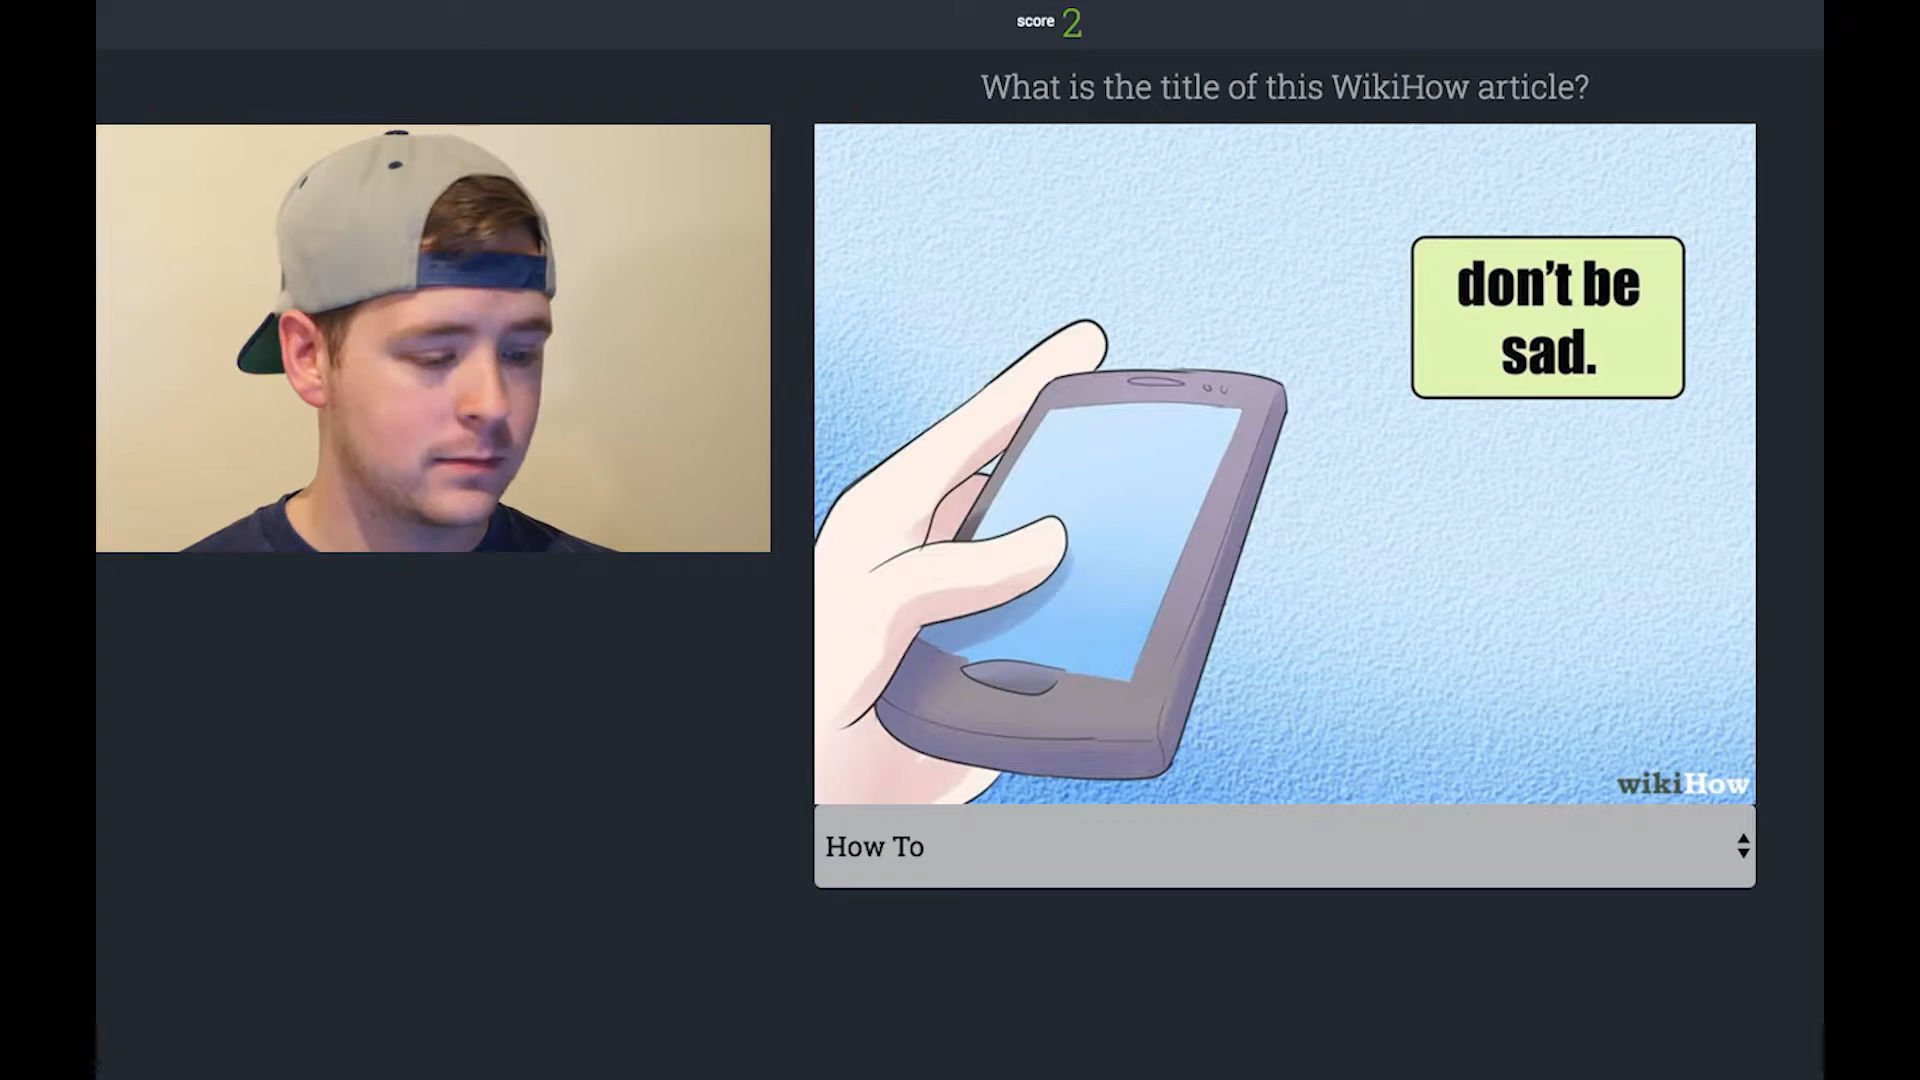 score 2
What is the title of this WikiHow article?
don't be
sad.
wikiHow
How To